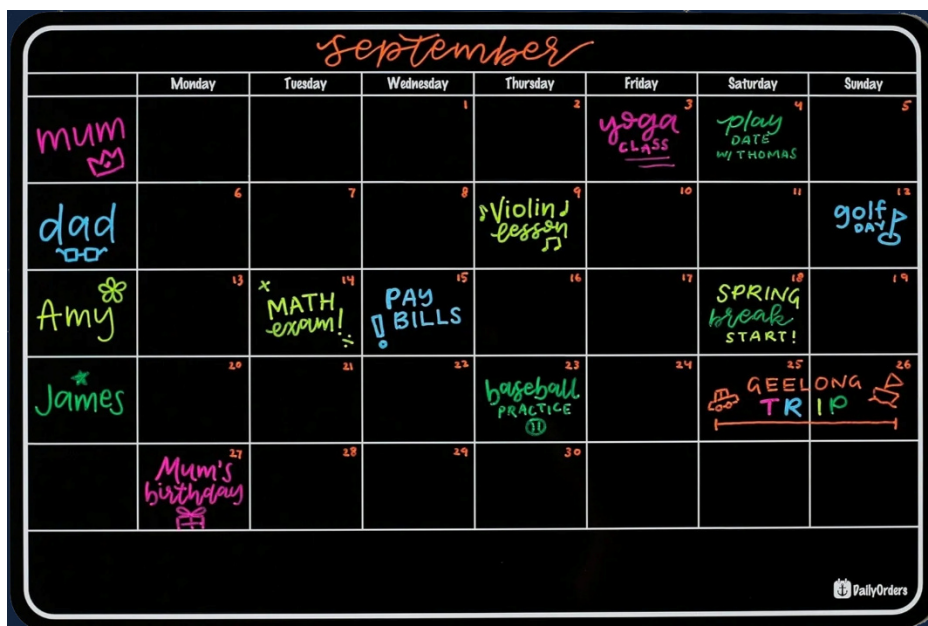 september
Monday Tuesday Wednesday Thursday Friday Saturday Sunday
mum
1 2 3 4 5
yoga
CLASS
play
DATE
W/ THOMAS
dad
6 7 8 9 10 11 12
Violin
lesson
golf
DAY
Amy
13 14 15 16 17 18 19
MATH
exam!
PAY
BILLS
!
SPRING
break
START!
James
20 21 22 23 24 25 26
baseball
PRACTICE
GEELONG
TRIP
27 28 29 30
Mum's
birthday
DailyOrders